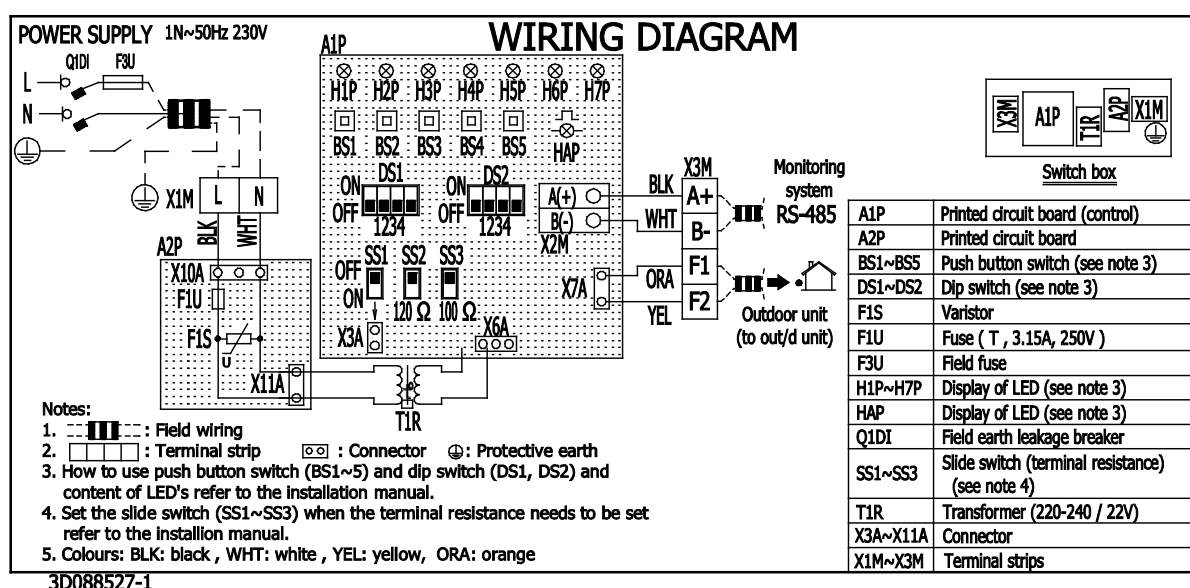 WIRING DIAGRAM
POWER SUPPLY 1N~50Hz 230V
Q1DI F3U
L
N
X1M L N
BLK WHT
A2P
X10A
F1U
F1S
U
X11A
T1R
A1P
H1P H2P H3P H4P H5P H6P H7P
BS1 BS2 BS3 BS4 BS5 HAP
DS1 DS2
ON ON
OFF OFF
1234 1234
A(+)
B(-)
X2M
SS1 SS2 SS3
OFF
ON
120 Ω 100 Ω
X3A X6A
X7A
X3M
BLK A+
WHT B-
ORA F1
YEL F2
Monitoring
system
RS-485
Outdoor unit
(to out/d unit)
X3M A1P T1R A2P X1M
Switch box
A1P Printed circuit board (control)
A2P Printed circuit board
BS1~BS5 Push button switch (see note 3)
DS1~DS2 Dip switch (see note 3)
F1S Varistor
F1U Fuse ( T , 3.15A, 250V )
F3U Field fuse
H1P~H7P Display of LED (see note 3)
HAP Display of LED (see note 3)
Q1DI Field earth leakage breaker
SS1~SS3 Slide switch (terminal resistance)
(see note 4)
T1R Transformer (220-240 / 22V)
X3A~X11A Connector
X1M~X3M Terminal strips
Notes:
1. : Field wiring
2. : Terminal strip : Connector : Protective earth
3. How to use push button switch (BS1~5) and dip switch (DS1, DS2) and
content of LED's refer to the installation manual.
4. Set the slide switch (SS1~SS3) when the terminal resistance needs to be set
refer to the installion manual.
5. Colours: BLK: black , WHT: white , YEL: yellow, ORA: orange
3D088527-1